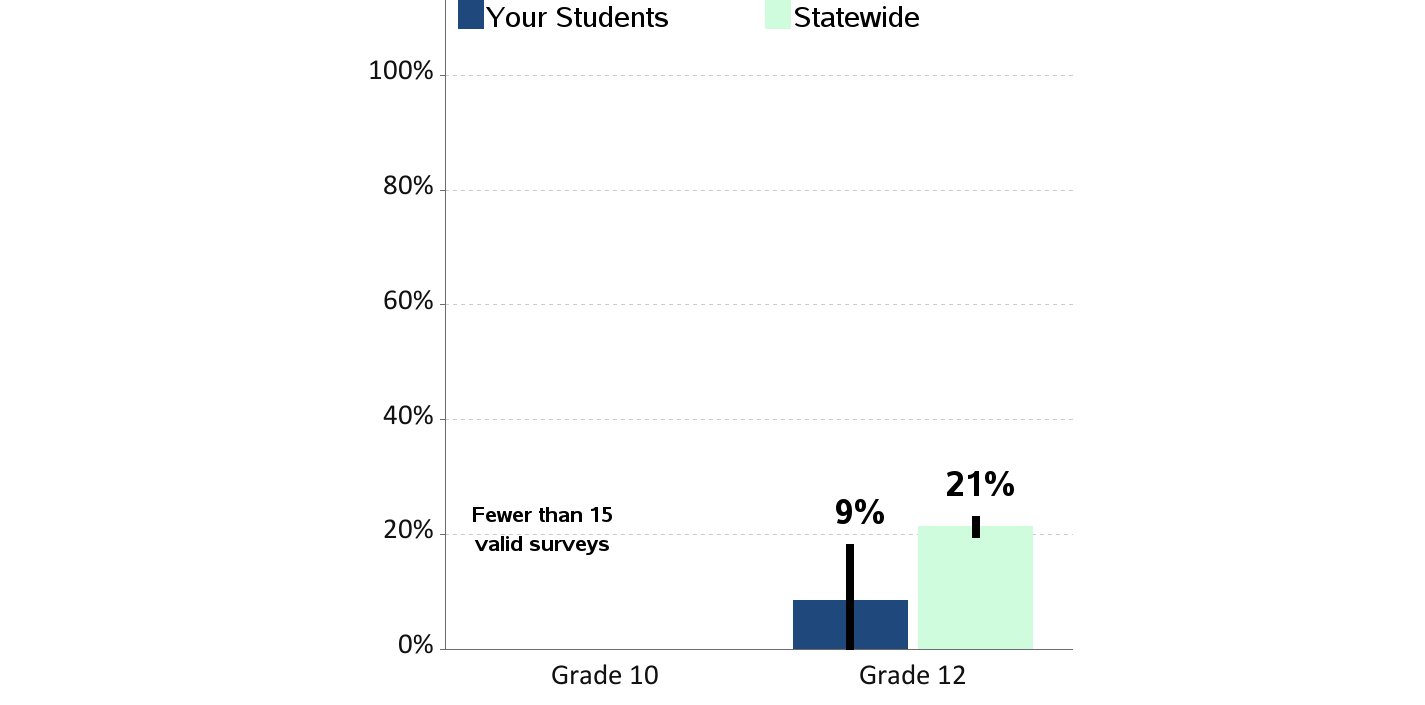 Your Students Statewide
100%
80%
60%
40%
20%
0%
Fewer than 15
valid surveys
9%
21%
Grade 10 Grade 12